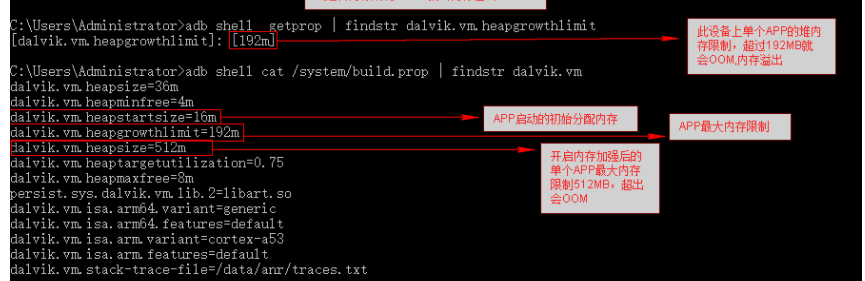 C:\Users\Administrator>adb shell  getprop | findstr dalvik.vm.heapgrowthlimit
[dalvik.vm.heapgrowthlimit]: [192m]
此设备上单个APP的堆内
存限制，超过192MB就
会OOM,内存溢出
C:\Users\Administrator>adb shell cat /system/build.prop | findstr dalvik.vm
dalvik.vm.heapsize=36m
dalvik.vm.heapminfree=4m
dalvik.vm.heapstartsize=16m
APP启动的初始分配内存
dalvik.vm.heapgrowthlimit=192m
APP最大内存限制
dalvik.vm.heapsize=512m
开启内存加强后的
单个APP最大内存
限制512MB，超出
会OOM
dalvik.vm.heaptargetutilization=0.75
dalvik.vm.heapmaxfree=8m
persist.sys.dalvik.vm.lib.2=libart.so
dalvik.vm.isa.arm64.variant=generic
dalvik.vm.isa.arm64.features=default
dalvik.vm.isa.arm.variant=cortex-a53
dalvik.vm.isa.arm.features=default
dalvik.vm.stack-trace-file=/data/anr/traces.txt